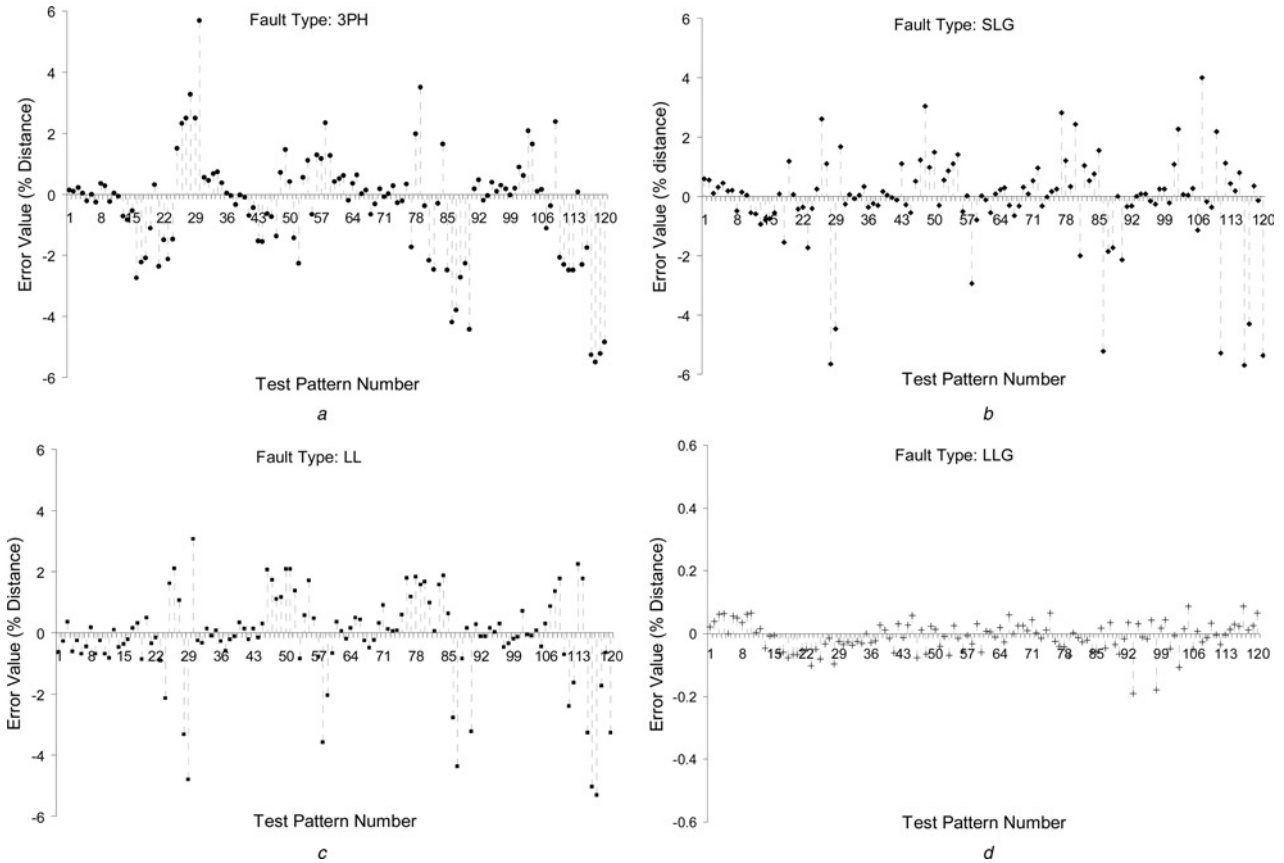 Fault Type: 3PH
Error Value (% Distance)
6
4
2
0
-2
-4
-6
1 8 15 22 29 36 43 50 57 64 71 78 85 92 99 106 113 120
Test Pattern Number
a
Fault Type: SLG
Error Value (% distance)
6
4
2
0
-2
-4
-6
1 8 15 22 29 36 43 50 57 64 71 78 85 92 99 106 113 120
Test Pattern Number
b
Fault Type: LL
Error Value (% Distance)
6
4
2
0
-2
-4
-6
1 8 15 22 29 36 43 50 57 64 71 78 85 92 99 106 113 120
Test Pattern Number
c
Fault Type: LLG
Error Value (% Distance)
0.6
0.4
0.2
0
-0.2
-0.4
-0.6
1 8 15 22 29 36 43 50 57 64 71 78 85 92 99 106 113 120
Test Pattern Number
d